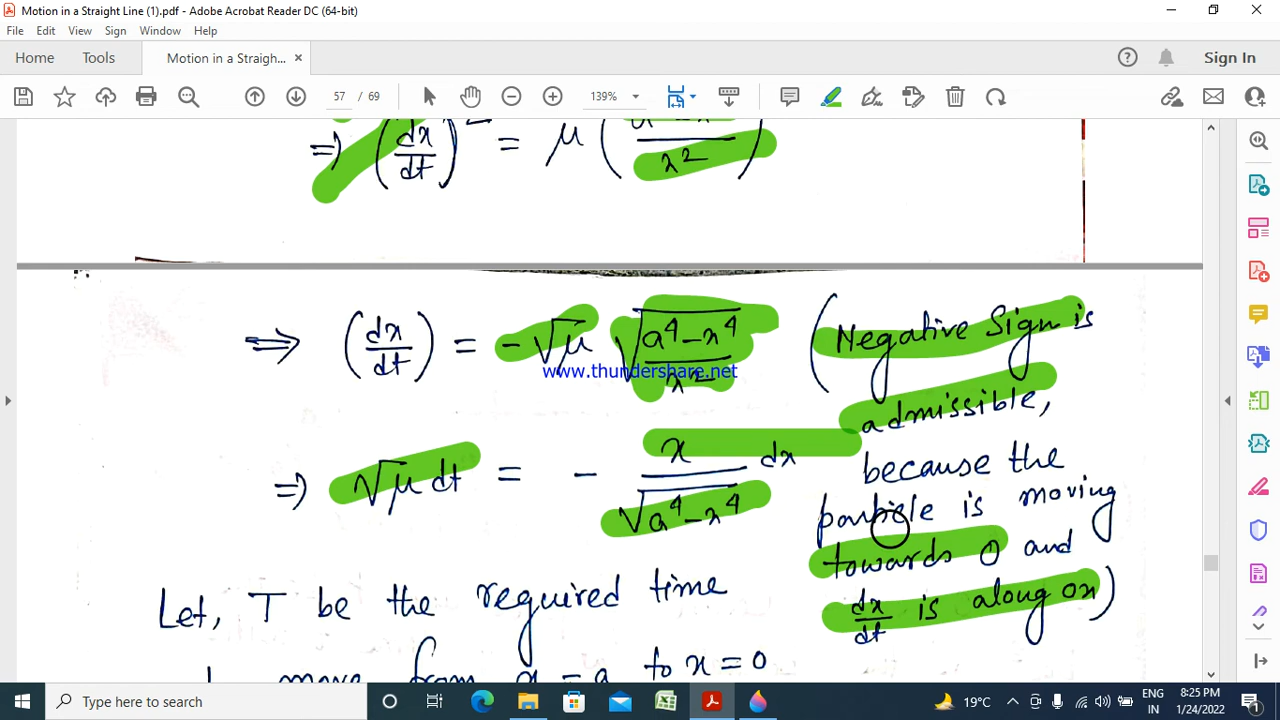 Motion in a Straight Line (1).pdf - Adobe Acrobat Reader DC (64-bit)
File Edit View Sign Window Help
Home Tools Motion in a Straigh... × Sign In
57 / 69 139%
⇒ (dx/dt)² = μ ( /x²)
⇒ (dx/dt) = -√μ √(a⁴-x⁴/x²) (Negative Sign is
admissible,
www.thundershare.net
⇒ √μ dt = - x/√(a⁴-x⁴) dx because the
particle is moving
towards O and
dx/dt is along ox)
Let, T be the required time
move from x = a to x = 0
Type here to search
19°C ENG IN 8:25 PM 1/24/2022 1